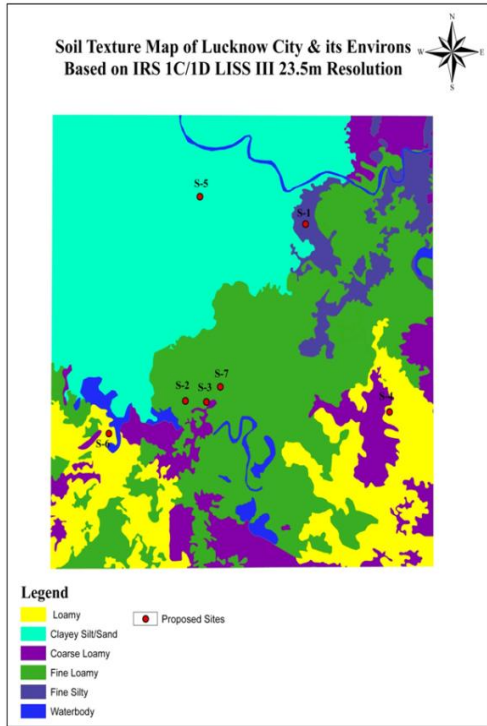 Soil Texture Map of Lucknow City & its Environs
Based on IRS 1C/1D LISS III 23.5m Resolution
N
W E
S
S-5
S-1
S-7
S-2 S-3
S-4
S-6
Legend
Loamy
Proposed Sites
Clayey Silt/Sand
Coarse Loamy
Fine Loamy
Fine Silty
Waterbody